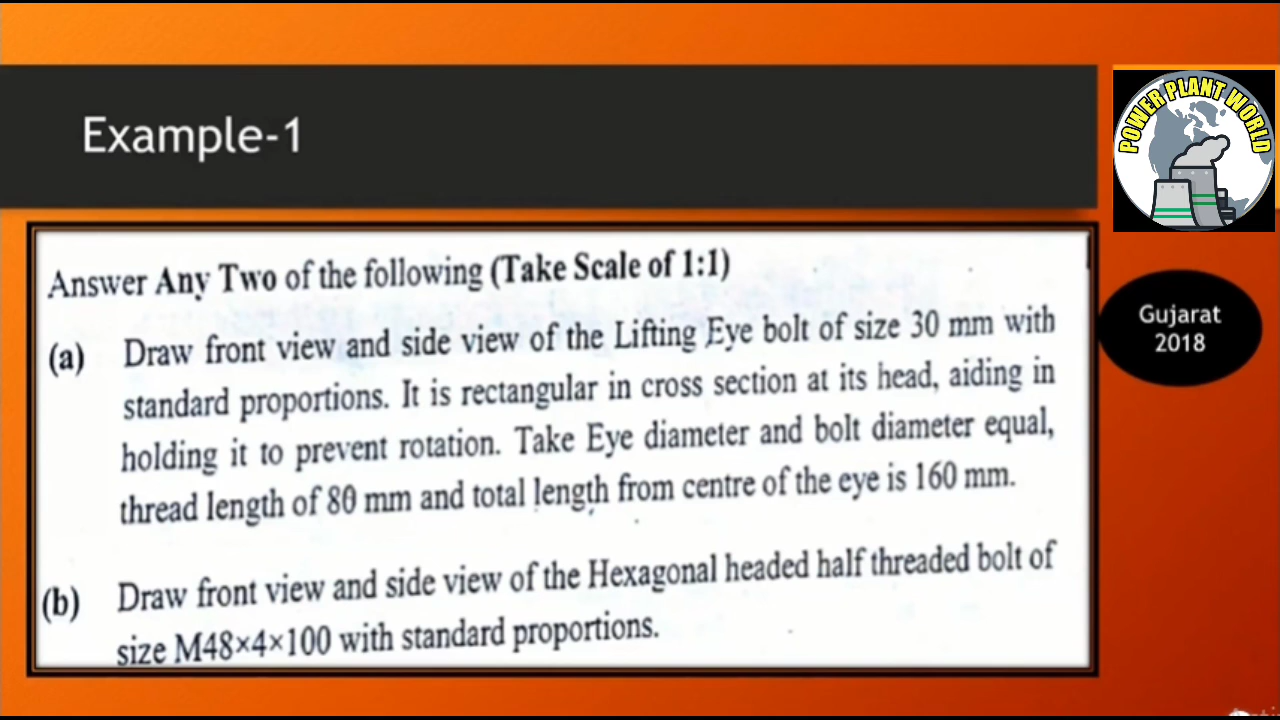 Example-1
POWER PLANT WORLD
Answer Any Two of the following (Take Scale of 1:1)
Gujarat
2018
(a) Draw front view and side view of the Lifting Eye bolt of size 30 mm with
standard proportions. It is rectangular in cross section at its head, aiding in
holding it to prevent rotation. Take Eye diameter and bolt diameter equal,
thread length of 80 mm and total length from centre of the eye is 160 mm.
(b) Draw front view and side view of the Hexagonal headed half threaded bolt of
size M48×4×100 with standard proportions.